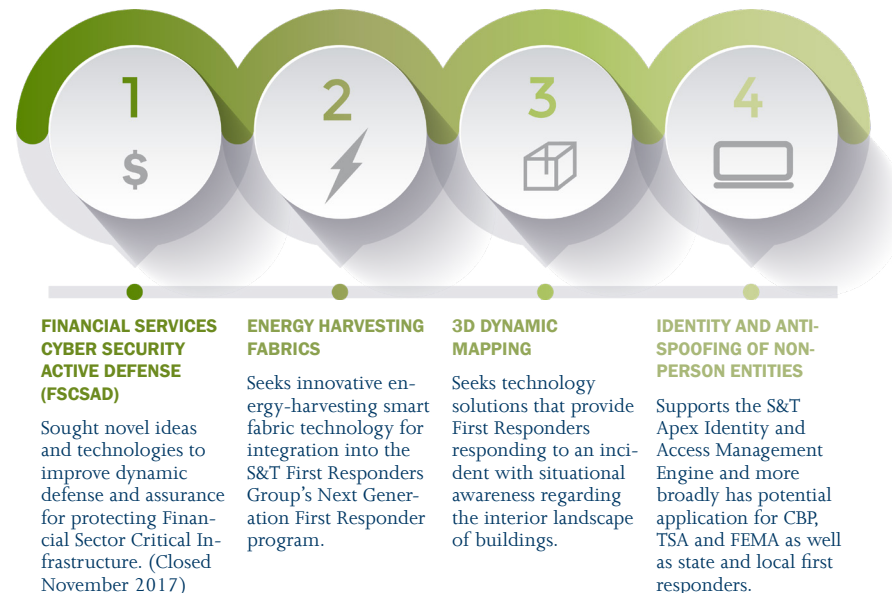 1
2
3
4
$
FINANCIAL SERVICES
CYBER SECURITY
ACTIVE DEFENSE
(FSCSAD)
Sought novel ideas
and technologies to
improve dynamic
defense and assurance
for protecting Finan-
cial Sector Critical In-
frastructure. (Closed
November 2017)
ENERGY HARVESTING
FABRICS
Seeks innovative en-
ergy-harvesting smart
fabric technology for
integration into the
S&T First Responders
Group’s Next Gener-
ation First Responder
program.
3D DYNAMIC
MAPPING
Seeks technology
solutions that provide
First Responders
responding to an inci-
dent with situational
awareness regarding
the interior landscape
of buildings.
IDENTITY AND ANTI-
SPOOFING OF NON-
PERSON ENTITIES
Supports the S&T
Apex Identity and
Access Management
Engine and more
broadly has potential
application for CBP,
TSA and FEMA as well
as state and local first
responders.